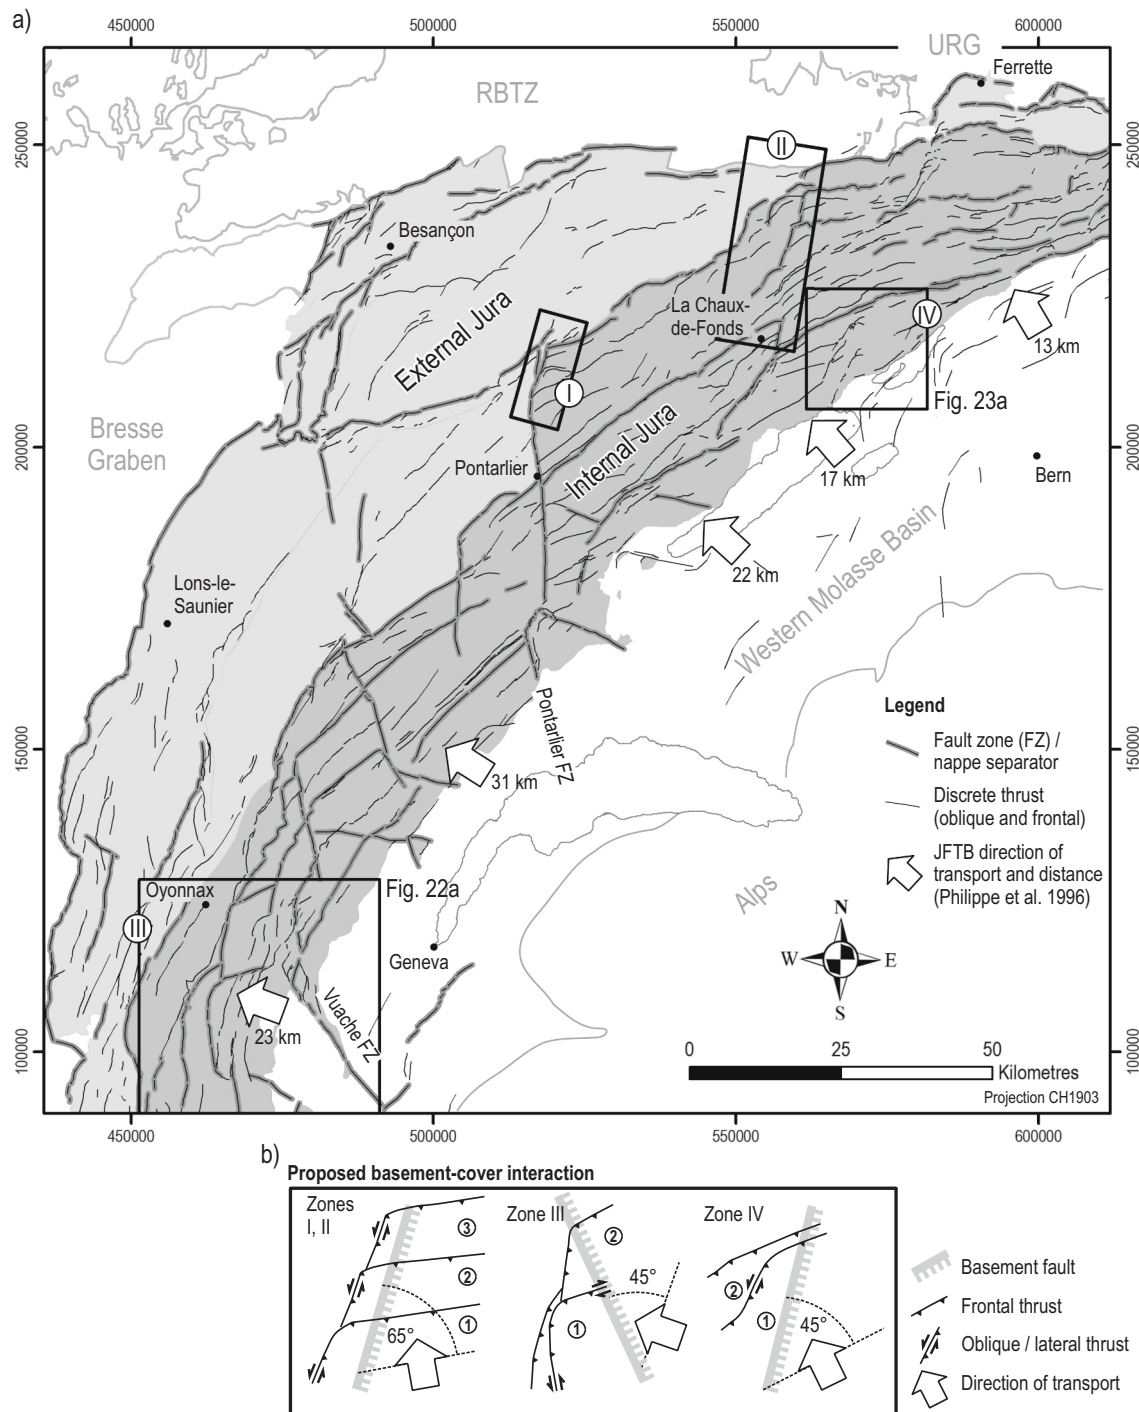 a)
450000
500000
550000
600000
URG
Ferrette
RBTZ
250000
250000
II
Besançon
External Jura
La Chaux-
de-Fonds
IV
13 km
I
Fig. 23a
Bresse
Graben
200000
200000
Pontarlier
Internal Jura
17 km
Bern
22 km
Western Molasse Basin
Lons-le-
Saunier
Pontarlier FZ
Legend
Fault zone (FZ) /
nappe separator
Discrete thrust
(oblique and frontal)
JFTB direction of
transport and distance
(Philippe et al. 1996)
150000
150000
31 km
Oyonnax
Fig. 22a
III
Alps
N
W
E
S
Geneva
23 km
Vuache FZ
100000
100000
0
25
50
Kilometres
Projection CH1903
450000
500000
550000
600000
b)
Proposed basement-cover interaction
Zones
I, II
3
2
1
65°
Zone III
2
45°
1
Zone IV
2
1
45°
Basement fault
Frontal thrust
Oblique / lateral thrust
Direction of transport